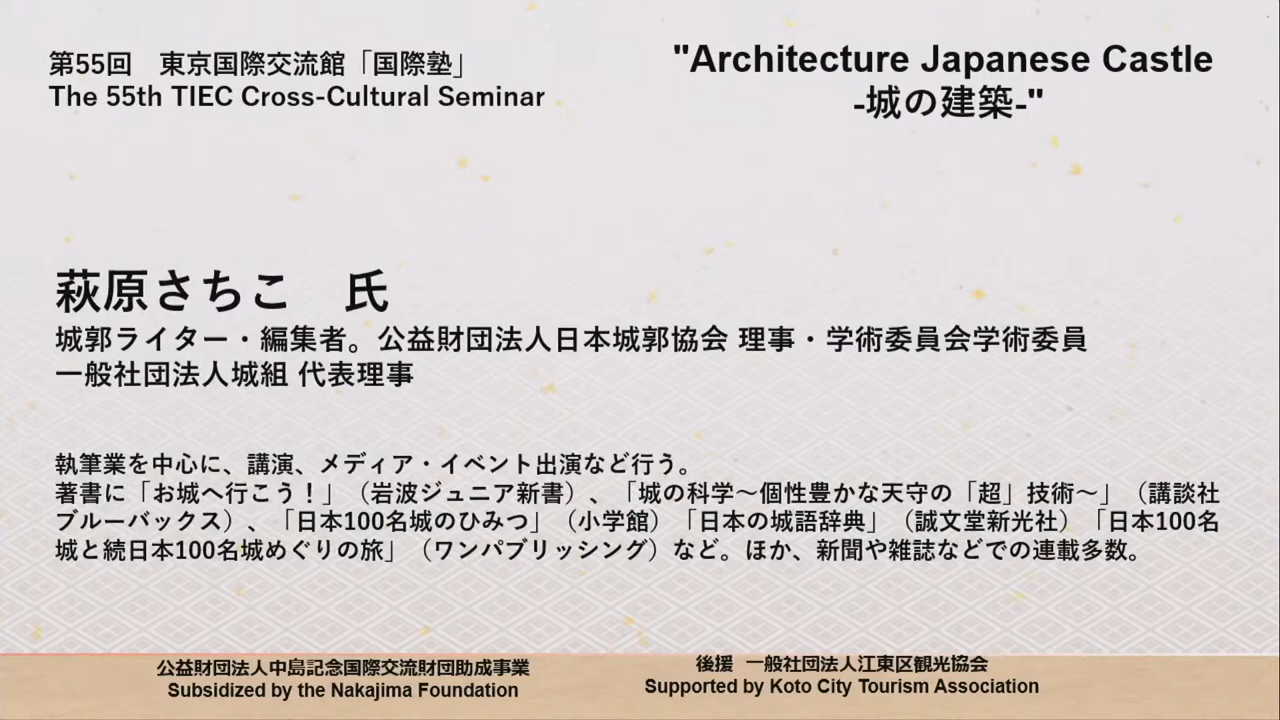 第55回　東京国際交流館「国際塾」
The 55th TIEC Cross-Cultural Seminar
"Architecture Japanese Castle
-城の建築-"
萩原さちこ　氏
城郭ライター・編集者。公益財団法人日本城郭協会 理事・学術委員会学術委員
一般社団法人城組 代表理事
執筆業を中心に、講演、メディア・イベント出演など行う。
著書に「お城へ行こう！」（岩波ジュニア新書）、「城の科学～個性豊かな天守の「超」技術～」（講談社
ブルーバックス）、「日本100名城のひみつ」（小学館）「日本の城語辞典」（誠文堂新光社）「日本100名
城と続日本100名城めぐりの旅」（ワンパブリッシング）など。ほか、新聞や雑誌などでの連載多数。
公益財団法人中島記念国際交流財団助成事業
Subsidized by the Nakajima Foundation
後援 一般社団法人江東区観光協会
Supported by Koto City Tourism Association